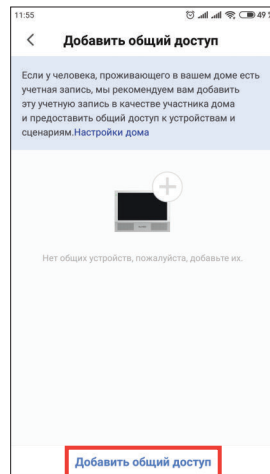 11:55
49
Добавить общий доступ
Если у человека, проживающего в вашем доме есть
учетная запись, мы рекомендуем вам добавить
эту учетную запись в качестве участника дома
и предоставить общий доступ к устройствам и
сценариям.Настройки дома
Нет общих устройств, пожалуйста, добавьте их.
Добавить общий доступ